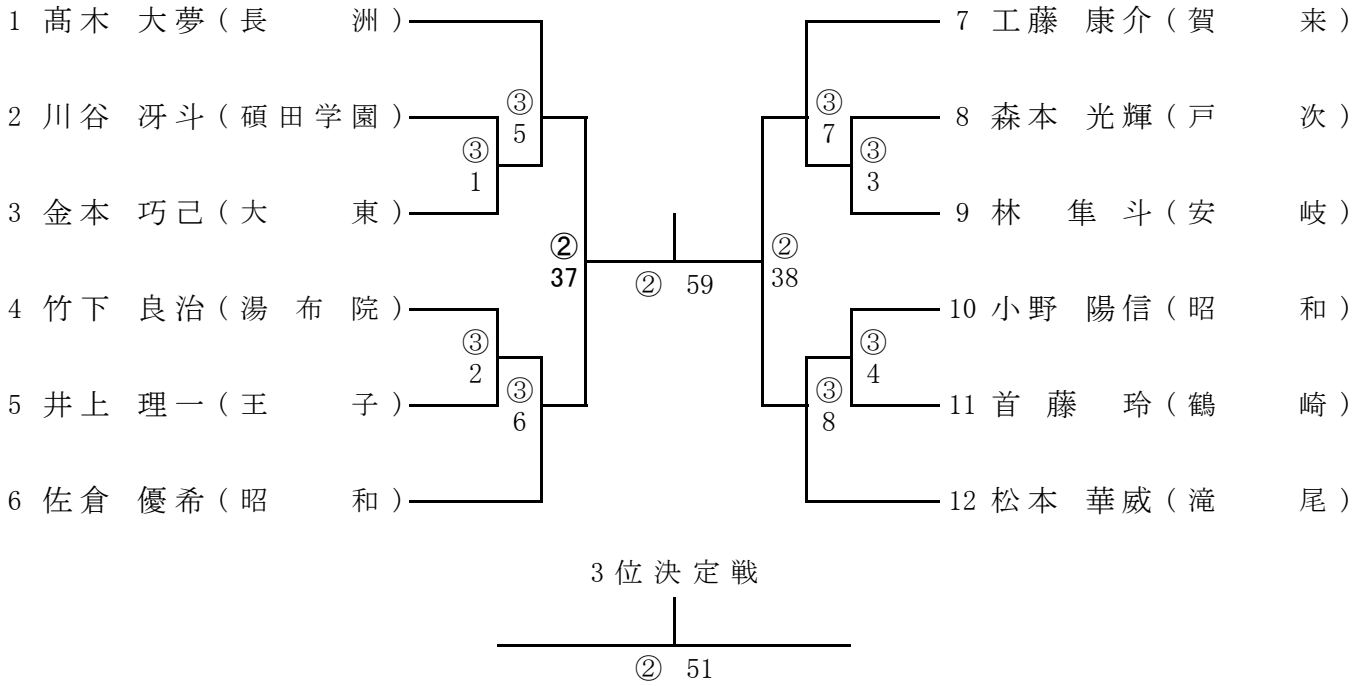 1 髙木 大夢(長 洲)
7 工藤 康介(賀 来)
2 川谷 冴斗(碩田学園)
③
5
③
7
8 森本 光輝(戸 次)
③
1
③
3
3 金本 巧己(大 東)
9 林 隼斗(安 岐)
②
37
② 59
②
38
4 竹下 良治(湯布院)
10 小野 陽信(昭 和)
③
2
③
4
5 井上 理一(王 子)
③
6
③
8
11 首藤 玲(鶴 崎)
6 佐倉 優希(昭 和)
12 松本 華威(滝 尾)
3位決定戦
② 51